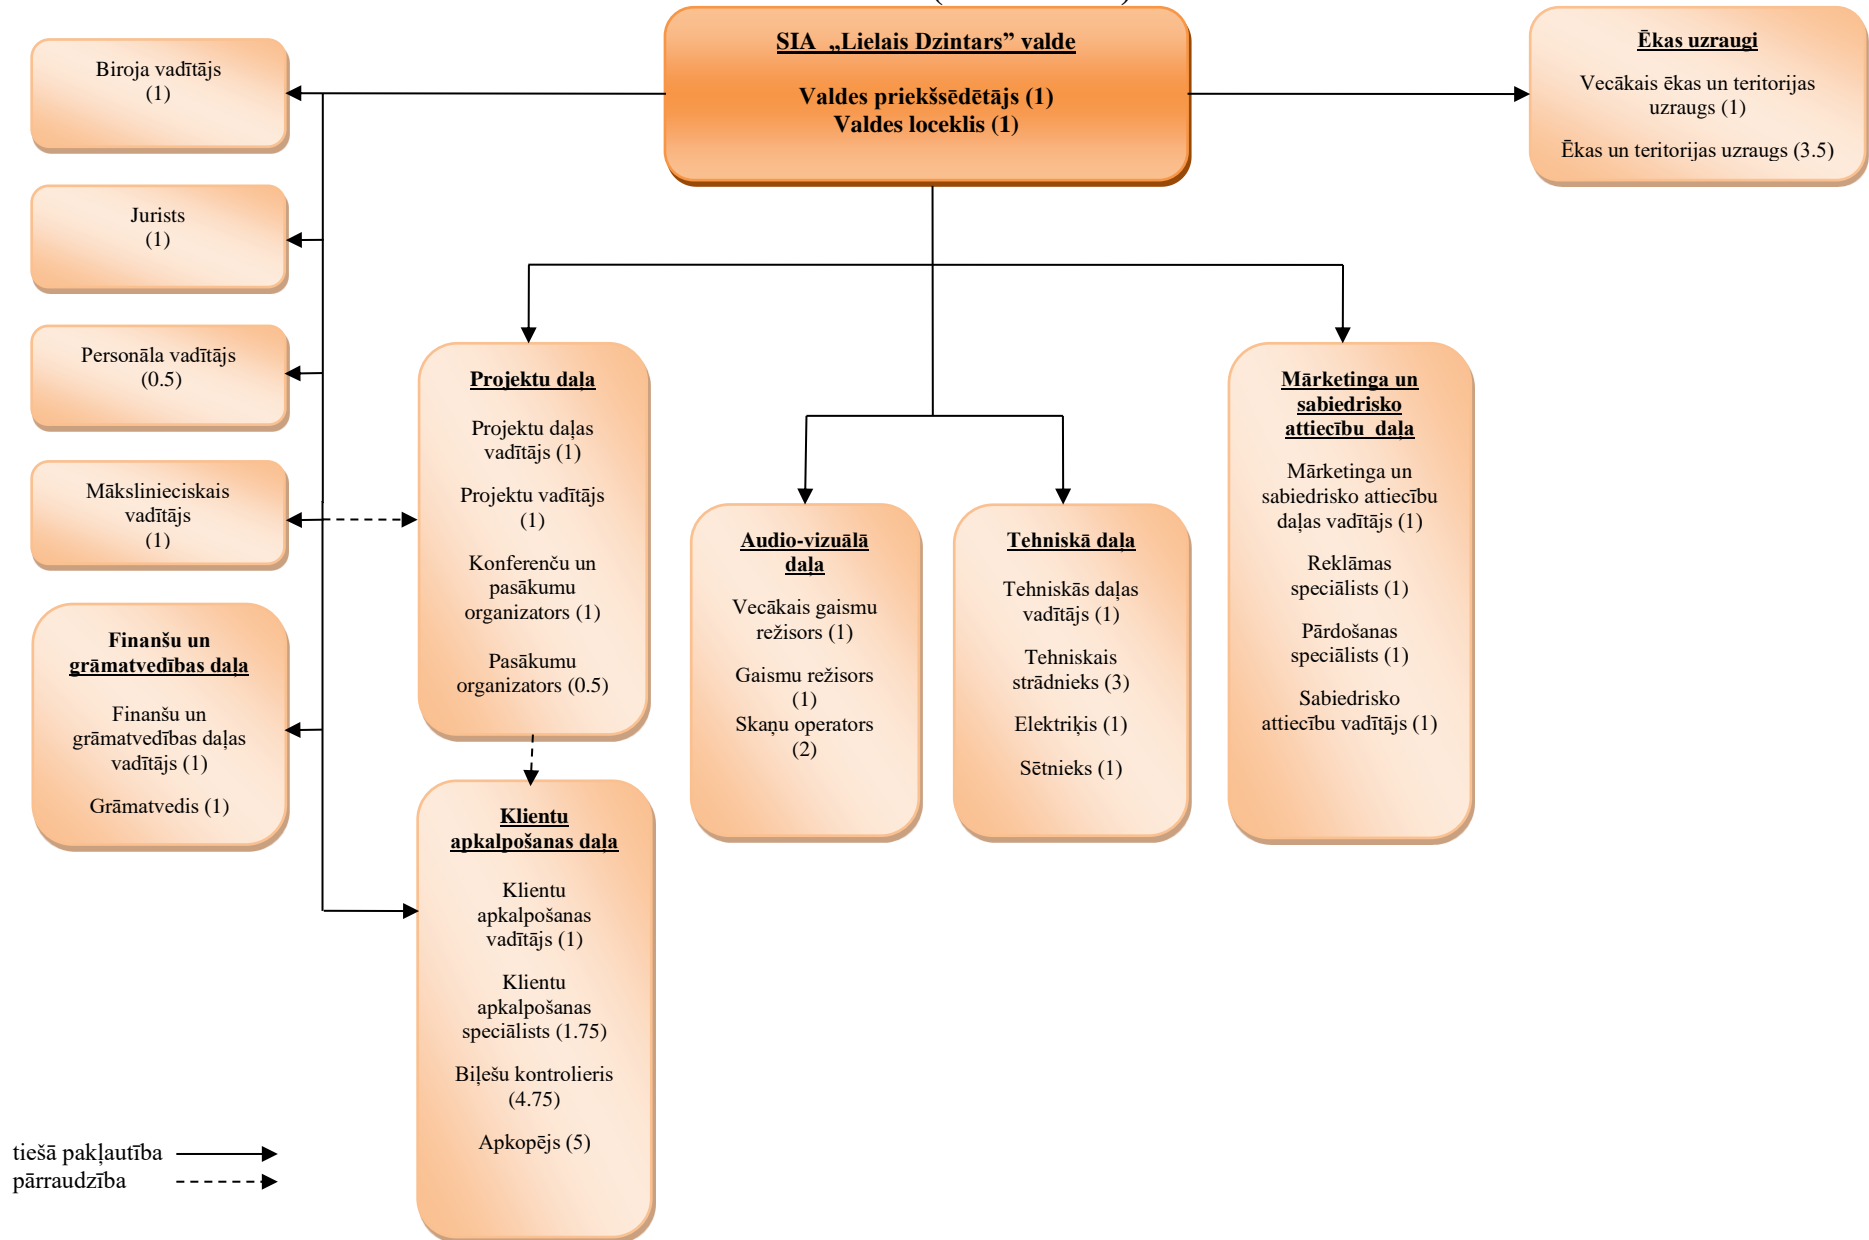 SIA „Lielais Dzintars” valde
Valdes priekšsēdētājs (1)
Valdes loceklis (1)
Ēkas uzraugi
Vecākais ēkas un teritorijas
uzraugs (1)
Ēkas un teritorijas uzraugs (3.5)
Biroja vadītājs
(1)
Jurists
(1)
Personāla vadītājs
(0.5)
Mākslinieciskais
vadītājs
(1)
Finanšu un
grāmatvedības daļa
Finanšu un
grāmatvedības daļas
vadītājs (1)
Grāmatvedis (1)
Projektu daļa
Projektu daļas
vadītājs (1)
Projektu vadītājs
(1)
Konferenču un
pasākumu
organizators (1)
Pasākumu
organizators (0.5)
Klientu
apkalpošanas daļa
Klientu
apkalpošanas
vadītājs (1)
Klientu
apkalpošanas
speciālists (1.75)
Biļešu kontrolieris
(4.75)
Apkopējs (5)
Audio-vizuālā
daļa
Vecākais gaismu
režisors (1)
Gaismu režisors
(1)
Skaņu operators
(2)
Tehniskā daļa
Tehniskās daļas
vadītājs (1)
Tehniskais
strādnieks (3)
Elektriķis (1)
Sētnieks (1)
Mārketinga un
sabiedrisko
attiecību daļa
Mārketinga un
sabiedrisko attiecību
daļas vadītājs (1)
Reklāmas
speciālists (1)
Pārdošanas
speciālists (1)
Sabiedrisko
attiecību vadītājs (1)
tiešā pakļautība
pārraudzība